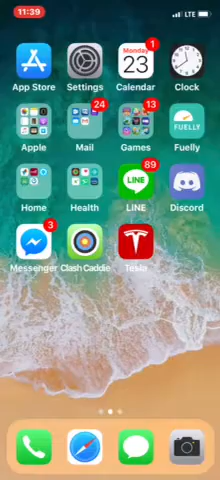 11:39 LTE
1
Monday
23
App Store Settings Calendar Clock
24 13
FUELLY
Apple Mail Games Fuelly
89
LINE
Home Health LINE Discord
3
Messenger Clash Caddie Tesla